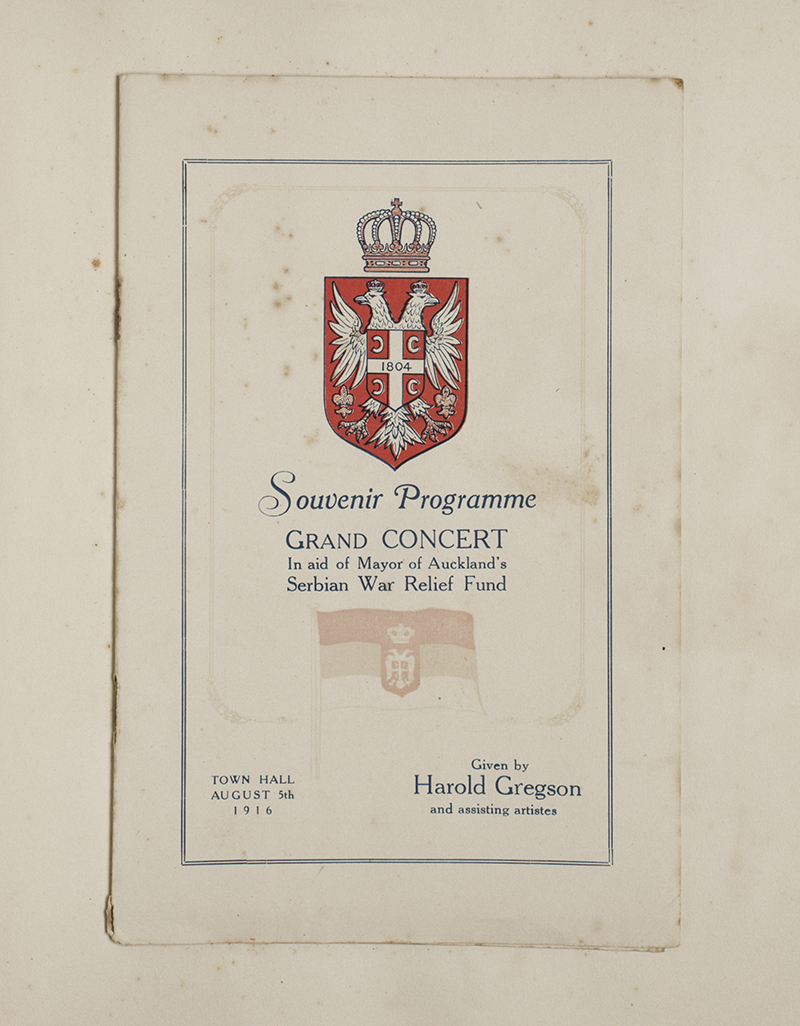 1804
Souvenir Programme
GRAND CONCERT
In aid of Mayor of Auckland's
Serbian War Relief Fund
TOWN HALL
AUGUST 5th
1916
Given by
Harold Gregson
and assisting artistes